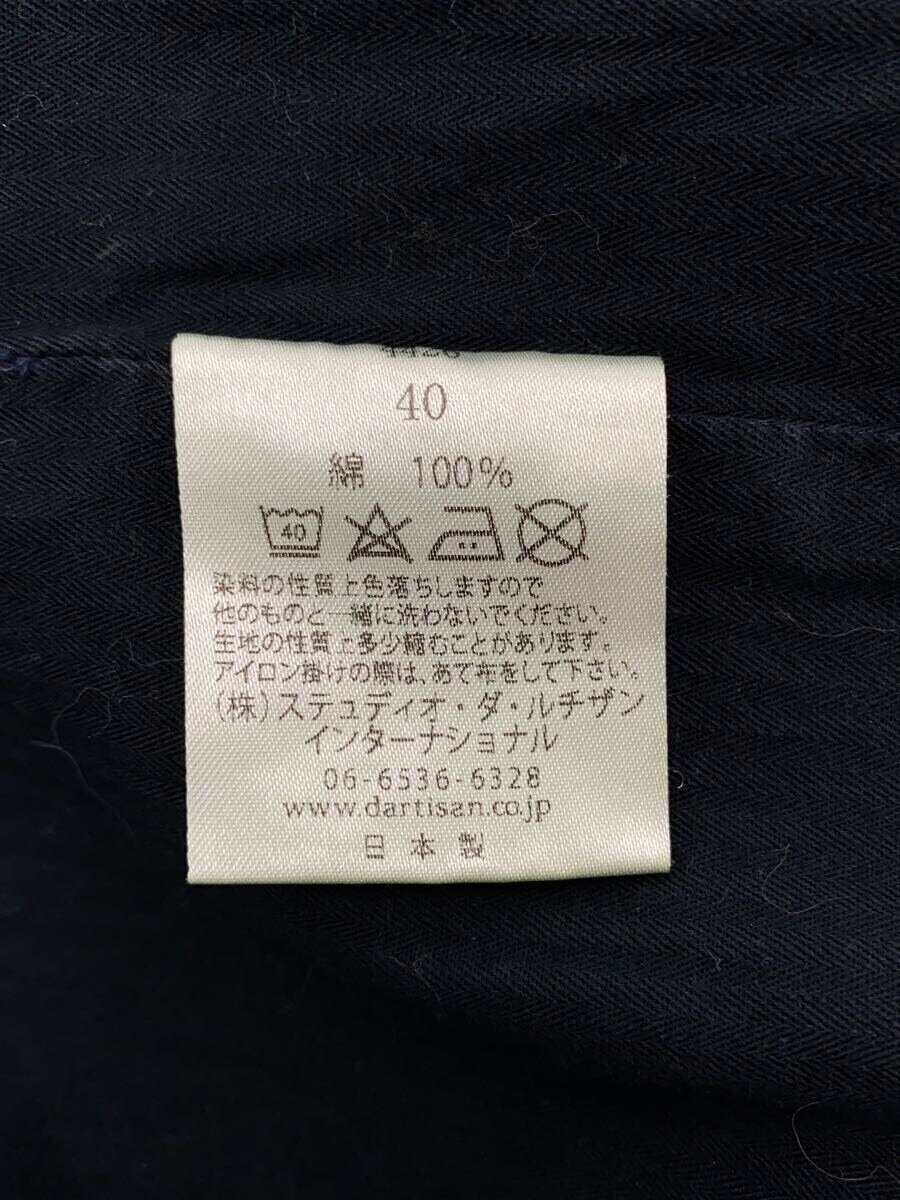 40
綿 100%
40
染料の性質上色落ちしますので
他のものと一緒に洗わないでください。
生地の性質上多少縮むことがあります。
アイロン掛けの際は、あて布をして下さい。
(株)ステュディオ・ダ・ルチザン
インターナショナル
06-6536-6328
www.dartisan.co.jp
日本製